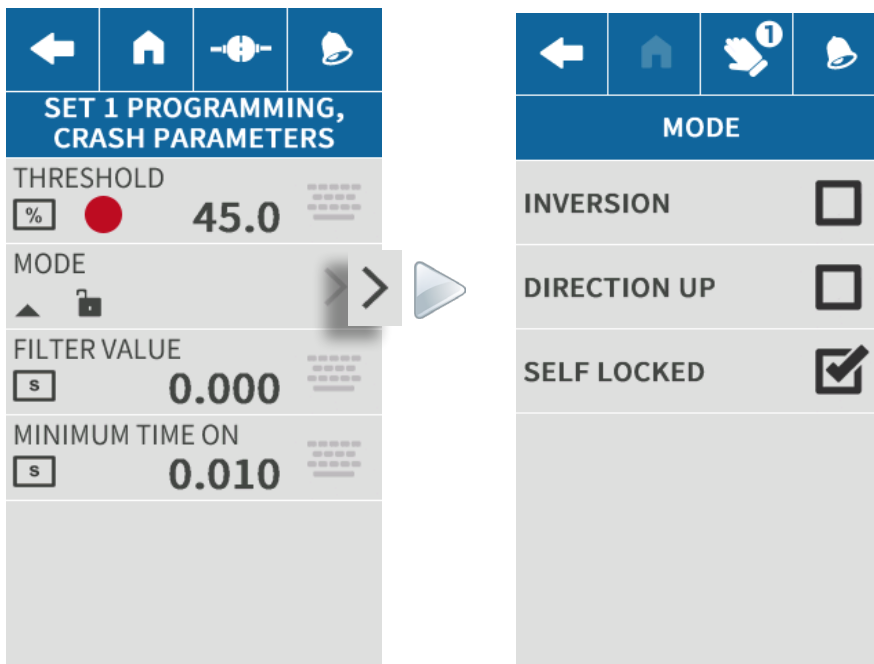 SET 1 PROGRAMMING,
CRASH PARAMETERS
THRESHOLD
% 45.0
MODE
FILTER VALUE
s 0.000
MINIMUM TIME ON
s 0.010
1
MODE
INVERSION
DIRECTION UP
SELF LOCKED